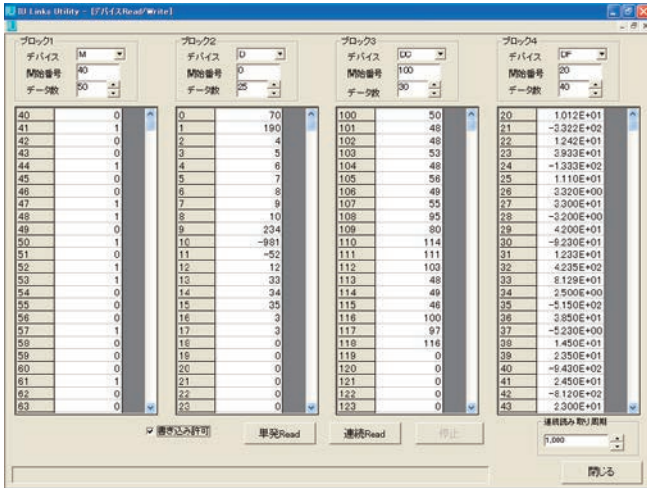 IU Links Utility - [デバイスRead/Write]
ブロック1 ブロック2 ブロック3 ブロック4
デバイス M デバイス D デバイス DD デバイス DF
開始番号 40 開始番号 0 開始番号 100 開始番号 20
データ数 50 データ数 25 データ数 30 データ数 40
40 0 0 70 100 50 20 1.012E+01
41 1 1 190 101 48 21 -3.322E+02
42 0 2 4 102 48 22 1.242E+01
43 0 3 5 103 53 23 3.933E+01
44 1 4 6 104 48 24 -1.333E+02
45 0 5 7 105 56 25 1.110E+01
46 0 6 8 106 49 26 3.320E+00
47 1 7 9 107 55 27 3.300E+01
48 1 8 10 108 95 28 -3.200E+00
49 0 9 234 109 80 29 4.200E+01
50 1 10 -981 110 114 30 -9.230E+01
51 0 11 -52 111 111 31 1.233E+01
52 1 12 12 112 103 32 4.235E+02
53 1 13 33 113 48 33 8.129E+01
54 0 14 34 114 49 34 2.500E+00
55 0 15 35 115 46 35 -5.150E+02
56 0 16 3 116 100 36 3.850E+01
57 1 17 3 117 97 37 -5.230E+00
58 0 18 0 118 116 38 1.450E+01
59 0 19 0 119 0 39 2.350E+01
60 0 20 0 120 0 40 -9.430E+02
61 1 21 0 121 0 41 2.450E+01
62 0 22 0 122 0 42 -8.120E+02
63 0 23 0 123 0 43 2.300E+01
書き込み許可 単発Read 連続Read 停止
連続読み取り周期
1,000
閉じる